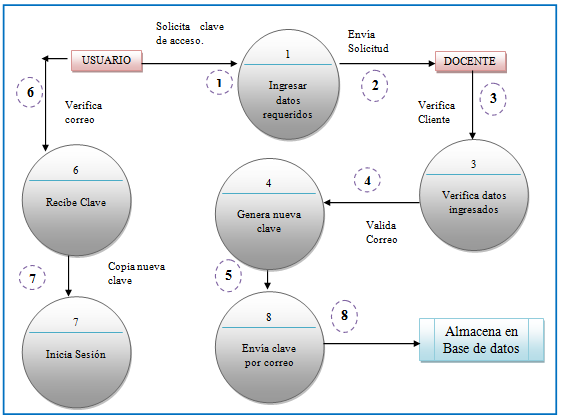 Solicita clave
de acceso.
USUARIO
1
1
Ingresar
datos
requeridos
Envía
Solicitud
2
DOCENTE
6
Verifica
correo
Verifica
Cliente
3
6
Recibe Clave
4
Genera nueva
clave
4
Valida
Correo
3
Verifica datos
ingresados
7
Copia nueva
clave
5
7
Inicia Sesión
8
Envía clave
por correo
8
Almacena en
Base de datos